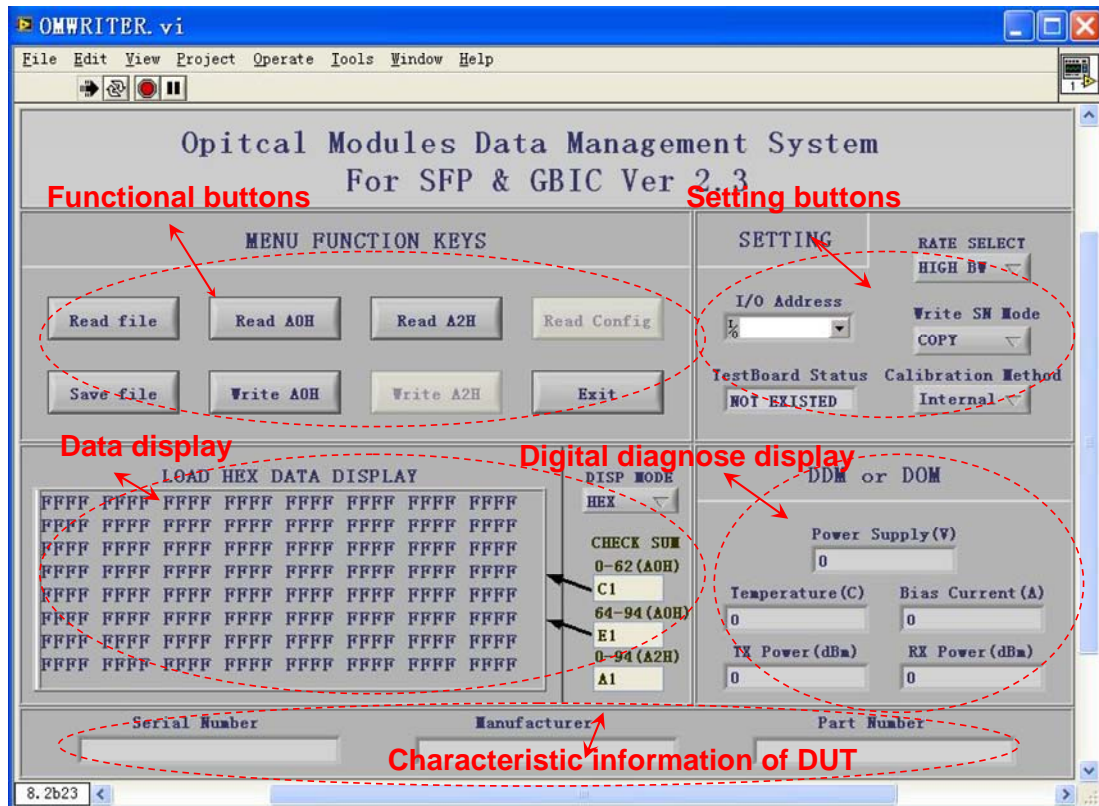 OMWRITER.vi
File Edit View Project Operate Tools Window Help
1
Opitcal Modules Data Management System
For SFP & GBIC Ver 2.3
Functional buttons
Setting buttons
MENU FUNCTION KEYS
SETTING
RATE SELECT
HIGH BW
Read file
Read A0H
Read A2H
Read Config
I/O Address
I/O
Write SN Mode
COPY
Save file
Write A0H
Write A2H
Exit
TestBoard Status
NOT EXISTED
Calibration Method
Internal
Data display
Digital diagnose display
LOAD HEX DATA DISPLAY
FFFF FFFF FFFF FFFF FFFF FFFF FFFF FFFF
FFFF FFFF FFFF FFFF FFFF FFFF FFFF FFFF
FFFF FFFF FFFF FFFF FFFF FFFF FFFF FFFF
FFFF FFFF FFFF FFFF FFFF FFFF FFFF FFFF
FFFF FFFF FFFF FFFF FFFF FFFF FFFF FFFF
FFFF FFFF FFFF FFFF FFFF FFFF FFFF FFFF
FFFF FFFF FFFF FFFF FFFF FFFF FFFF FFFF
FFFF FFFF FFFF FFFF FFFF FFFF FFFF FFFF
DISP MODE
HEX
CHECK SUM
0-62(A0H)
C1
64-94(A0H)
E1
0-94(A2H)
A1
DDM or DOM
Power Supply(V)
0
Temperature(C)
0
Bias Current(A)
0
TX Power(dBm)
0
RX Power(dBm)
0
Serial Number
Manufacturer
Part Number
Characteristic information of DUT
8.2b23